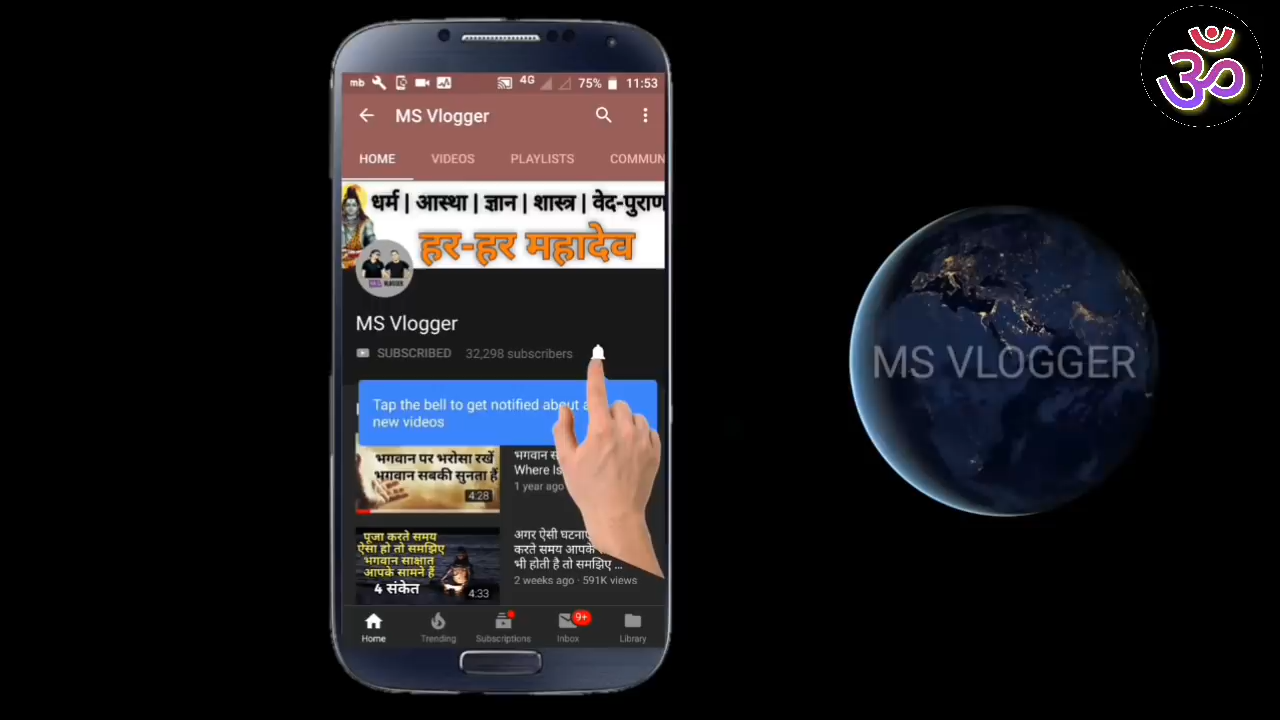 ॐ
mb 4G 75% 11:53
MS Vlogger
HOME VIDEOS PLAYLISTS COMMUN
धर्म | आस्था | ज्ञान | शास्त्र | वेद-पुराण
हर-हर महादेव
MS Vlogger
SUBSCRIBED 32,298 subscribers
Tap the bell to get notified about
new videos
भगवान पर भरोसा रखें
भगवान सबकी सुनता हैं
4:28
भगवान
Where Is
1 year ago
पूजा करते समय
ऐसा हो तो समझिए
भगवान साक्षात
आपके सामने हैं
4 संकेत
4:33
अगर ऐसी घटनाएं
करते समय आपके
भी होती है तो समझिए ...
2 weeks ago · 591K views
Home Trending Subscriptions Inbox Library
9+
MS VLOGGER